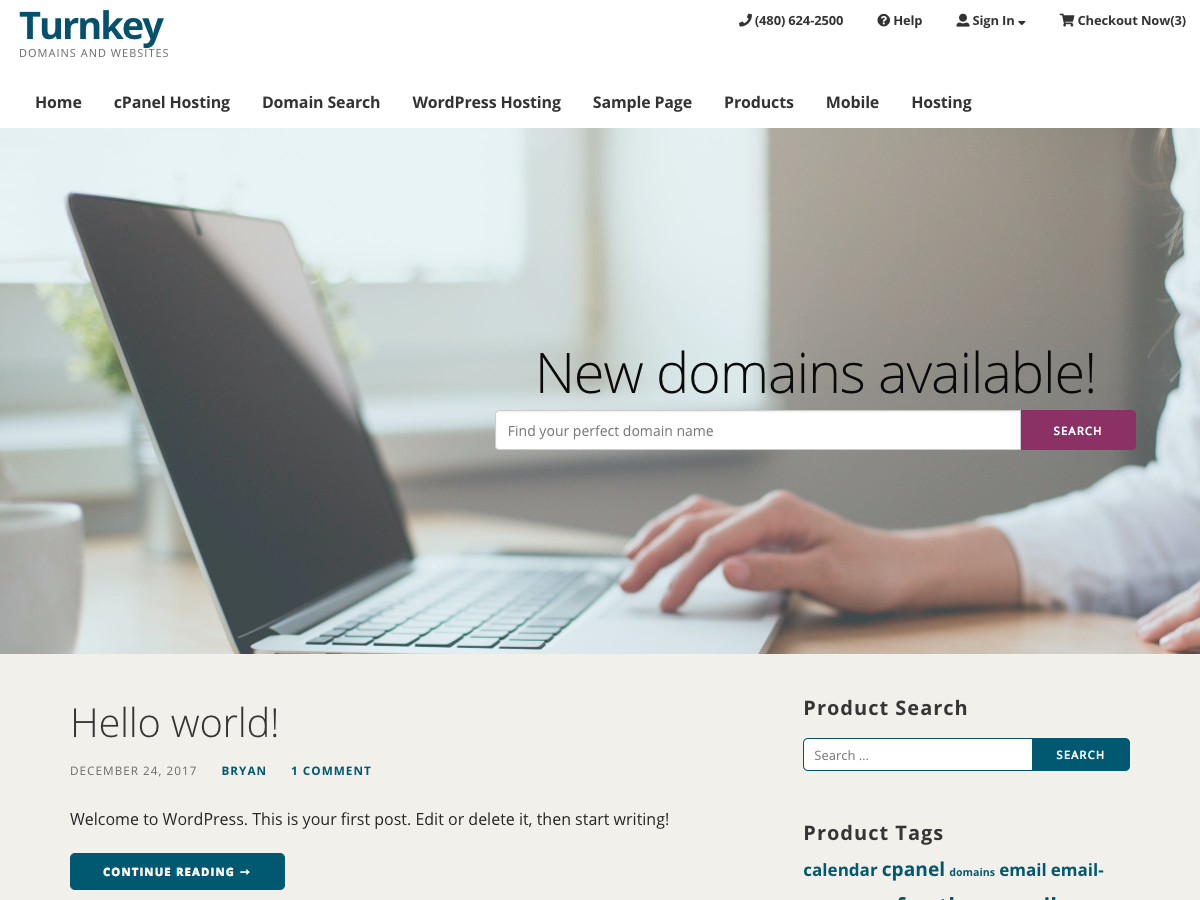 Turnkey
DOMAINS AND WEBSITES
(480) 624-2500 Help Sign In Checkout Now(3)
Home cPanel Hosting Domain Search WordPress Hosting Sample Page Products Mobile Hosting
New domains available!
Find your perfect domain name SEARCH
Hello world!
DECEMBER 24, 2017 BRYAN 1 COMMENT
Welcome to WordPress. This is your first post. Edit or delete it, then start writing!
CONTINUE READING →
Product Search
Search ... SEARCH
Product Tags
calendar cpanel domains email email-